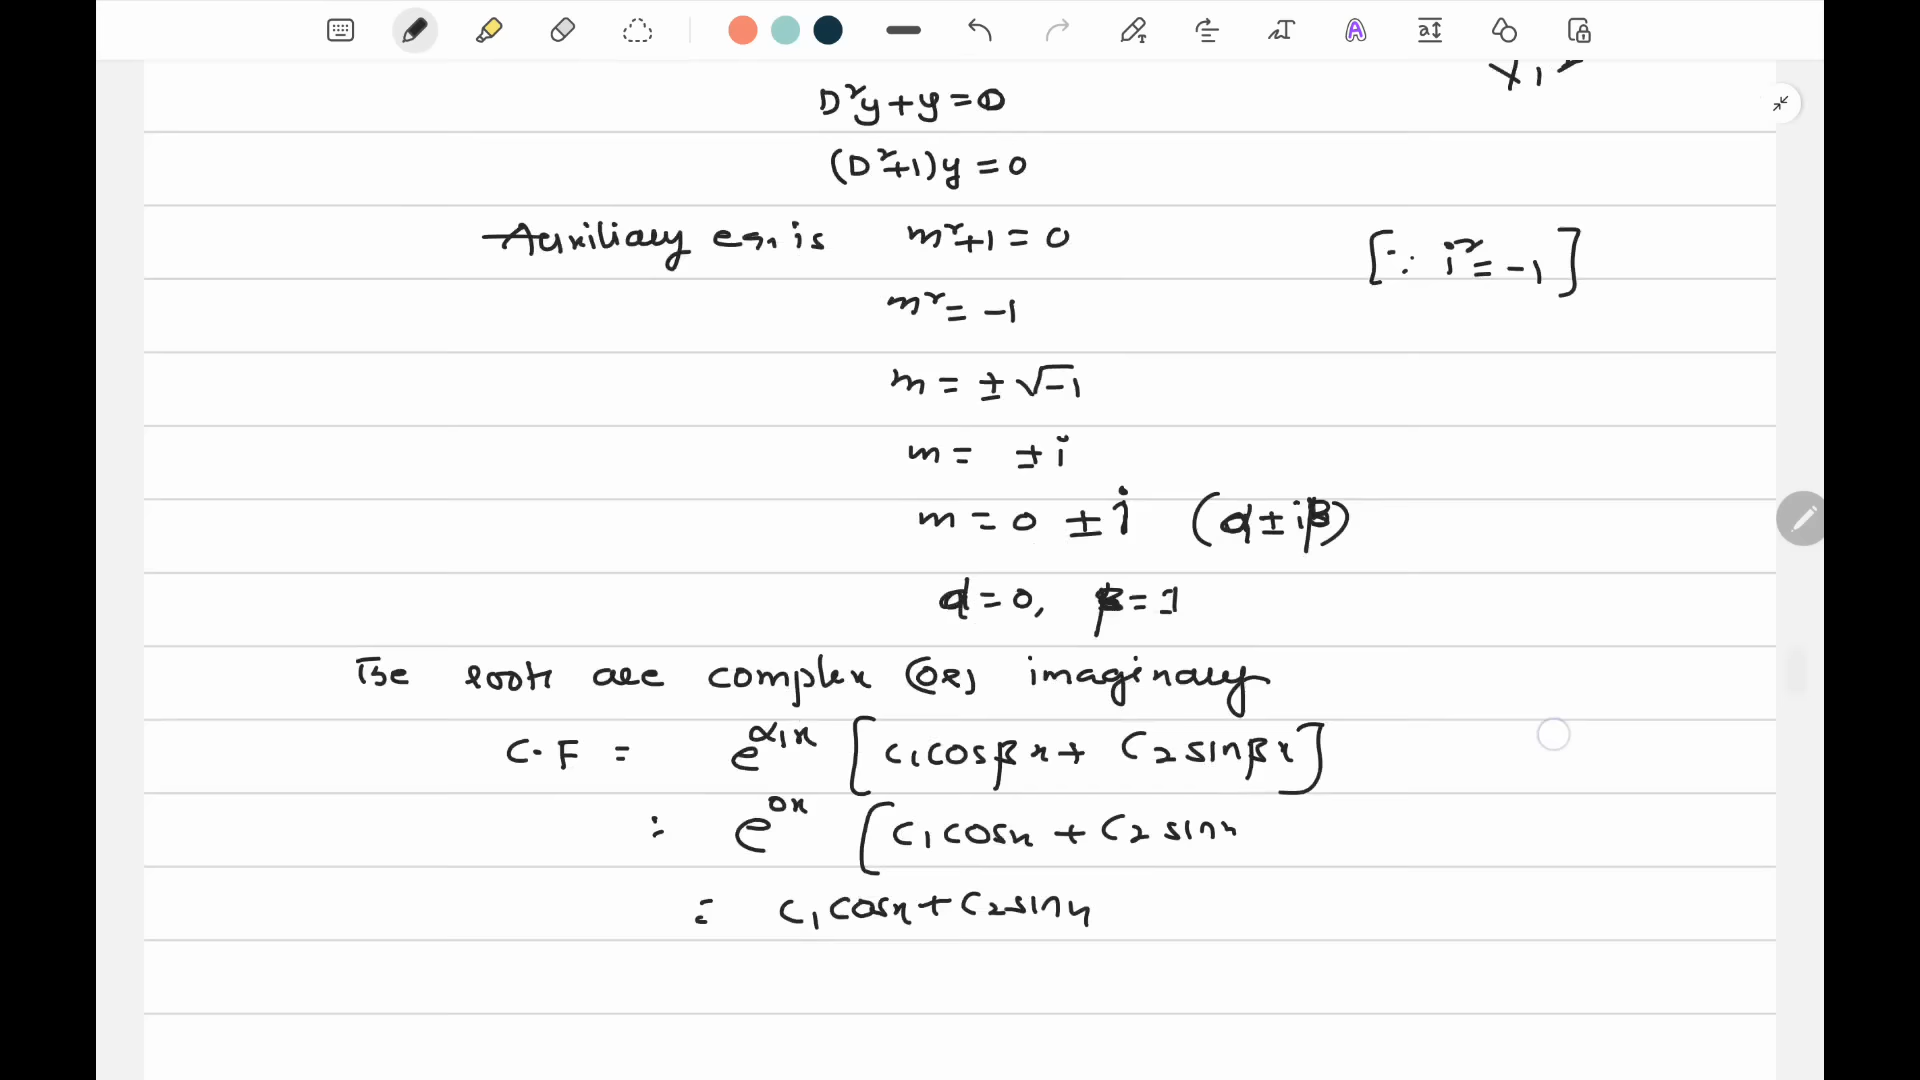 D²y+y=0
(D²+1)y=0
Auxiliary eqn is m²+1=0
[∵ i²=-1]
m²=-1
m=±√-1
m= ±i
m=0 ±i (α±iβ)
α=0, β=1
The roots are complex (or) imaginary
C.F = e^α₁x [c₁cosβx+ C₂sinβx]
= e^0x [C₁cosx + C₂sinx
= C₁cosx+C₂sinx